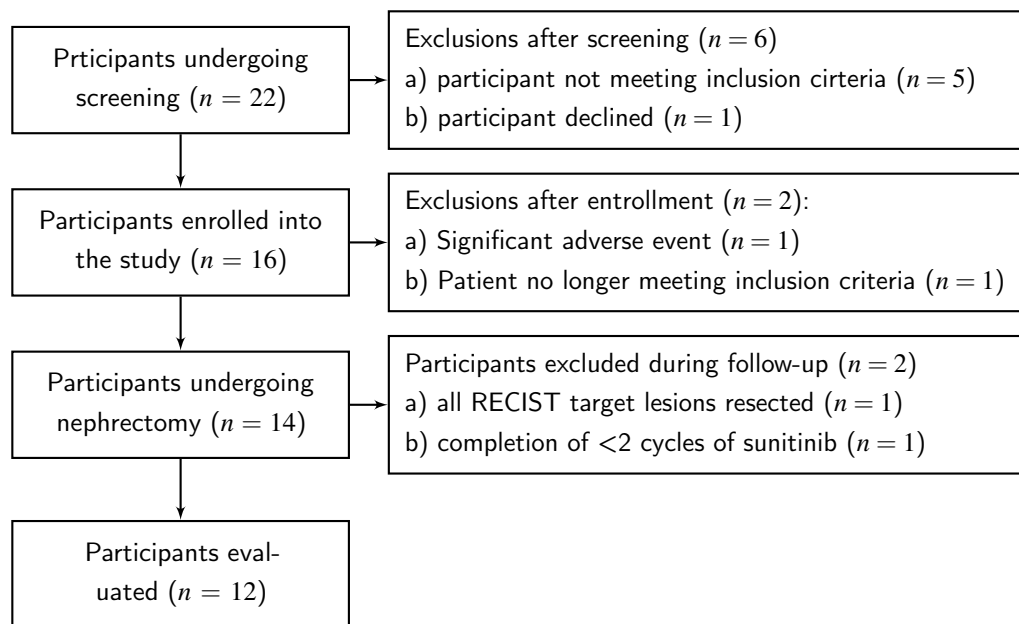 Prticipants undergoing
screening (n = 22)
Exclusions after screening (n = 6)
a) participant not meeting inclusion cirteria (n = 5)
b) participant declined (n = 1)
Participants enrolled into
the study (n = 16)
Exclusions after entrollment (n = 2):
a) Significant adverse event (n = 1)
b) Patient no longer meeting inclusion criteria (n = 1)
Participants undergoing
nephrectomy (n = 14)
Participants excluded during follow-up (n = 2)
a) all RECIST target lesions resected (n = 1)
b) completion of <2 cycles of sunitinib (n = 1)
Participants eval-
uated (n = 12)